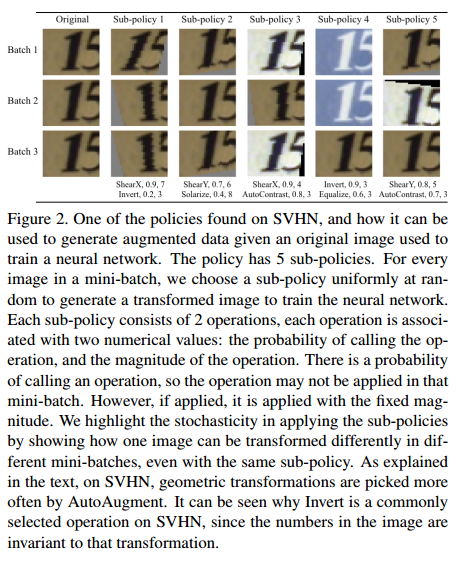 Original Sub-policy 1 Sub-policy 2 Sub-policy 3 Sub-policy 4 Sub-policy 5
Batch 1
Batch 2
Batch 3
ShearX, 0.9, 7 ShearY, 0.7, 6 ShearX, 0.9, 4 Invert, 0.9, 3 ShearY, 0.8, 5
Invert, 0.2, 3 Solarize, 0.4, 8 AutoContrast, 0.8, 3 Equalize, 0.6, 3 AutoContrast, 0.7, 3
Figure 2. One of the policies found on SVHN, and how it can be
used to generate augmented data given an original image used to
train a neural network. The policy has 5 sub-policies. For every
image in a mini-batch, we choose a sub-policy uniformly at ran-
dom to generate a transformed image to train the neural network.
Each sub-policy consists of 2 operations, each operation is associ-
ated with two numerical values: the probability of calling the op-
eration, and the magnitude of the operation. There is a probability
of calling an operation, so the operation may not be applied in that
mini-batch. However, if applied, it is applied with the fixed mag-
nitude. We highlight the stochasticity in applying the sub-policies
by showing how one image can be transformed differently in dif-
ferent mini-batches, even with the same sub-policy. As explained
in the text, on SVHN, geometric transformations are picked more
often by AutoAugment. It can be seen why Invert is a commonly
selected operation on SVHN, since the numbers in the image are
invariant to that transformation.